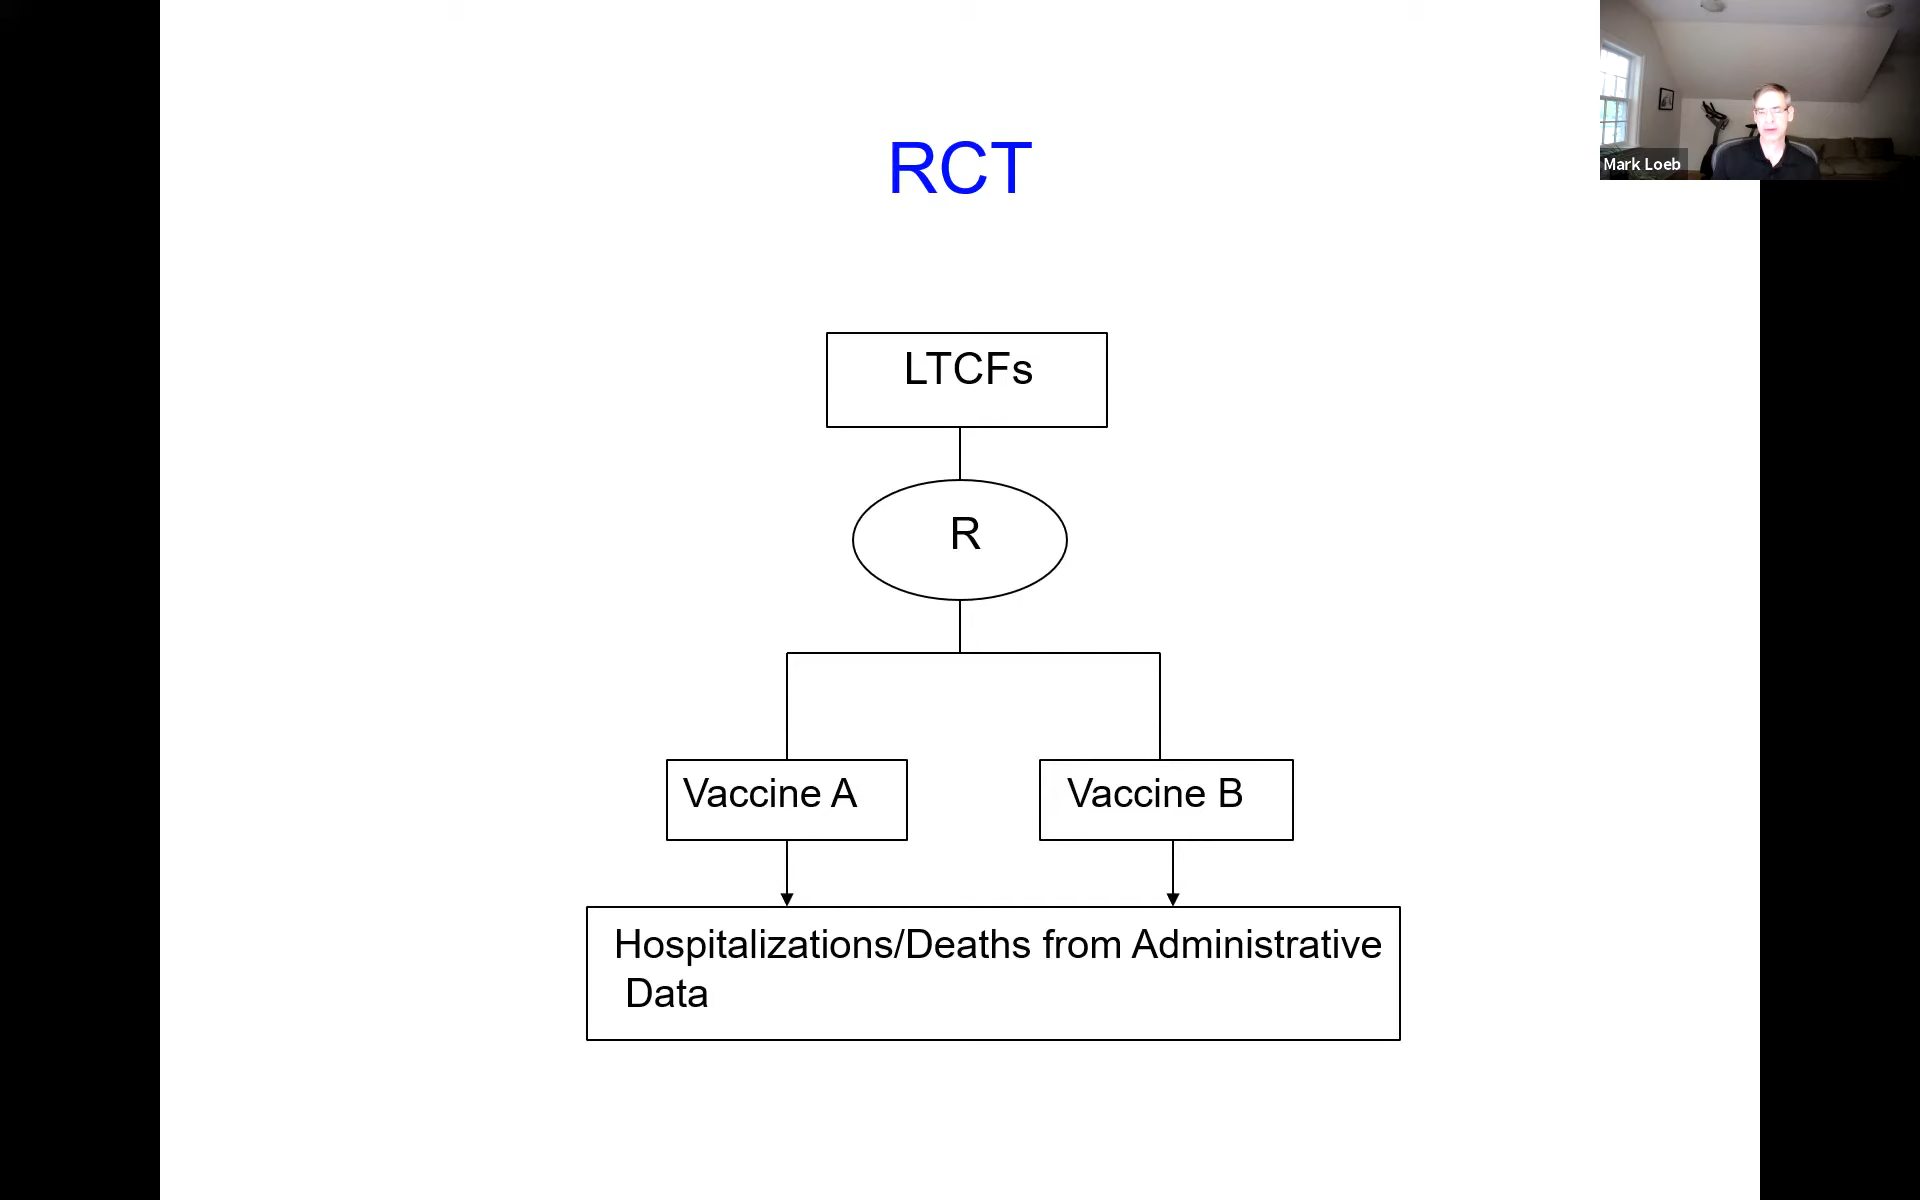 RCT
Mark Loeb
LTCFs
R
Vaccine A
Vaccine B
Hospitalizations/Deaths from Administrative
Data